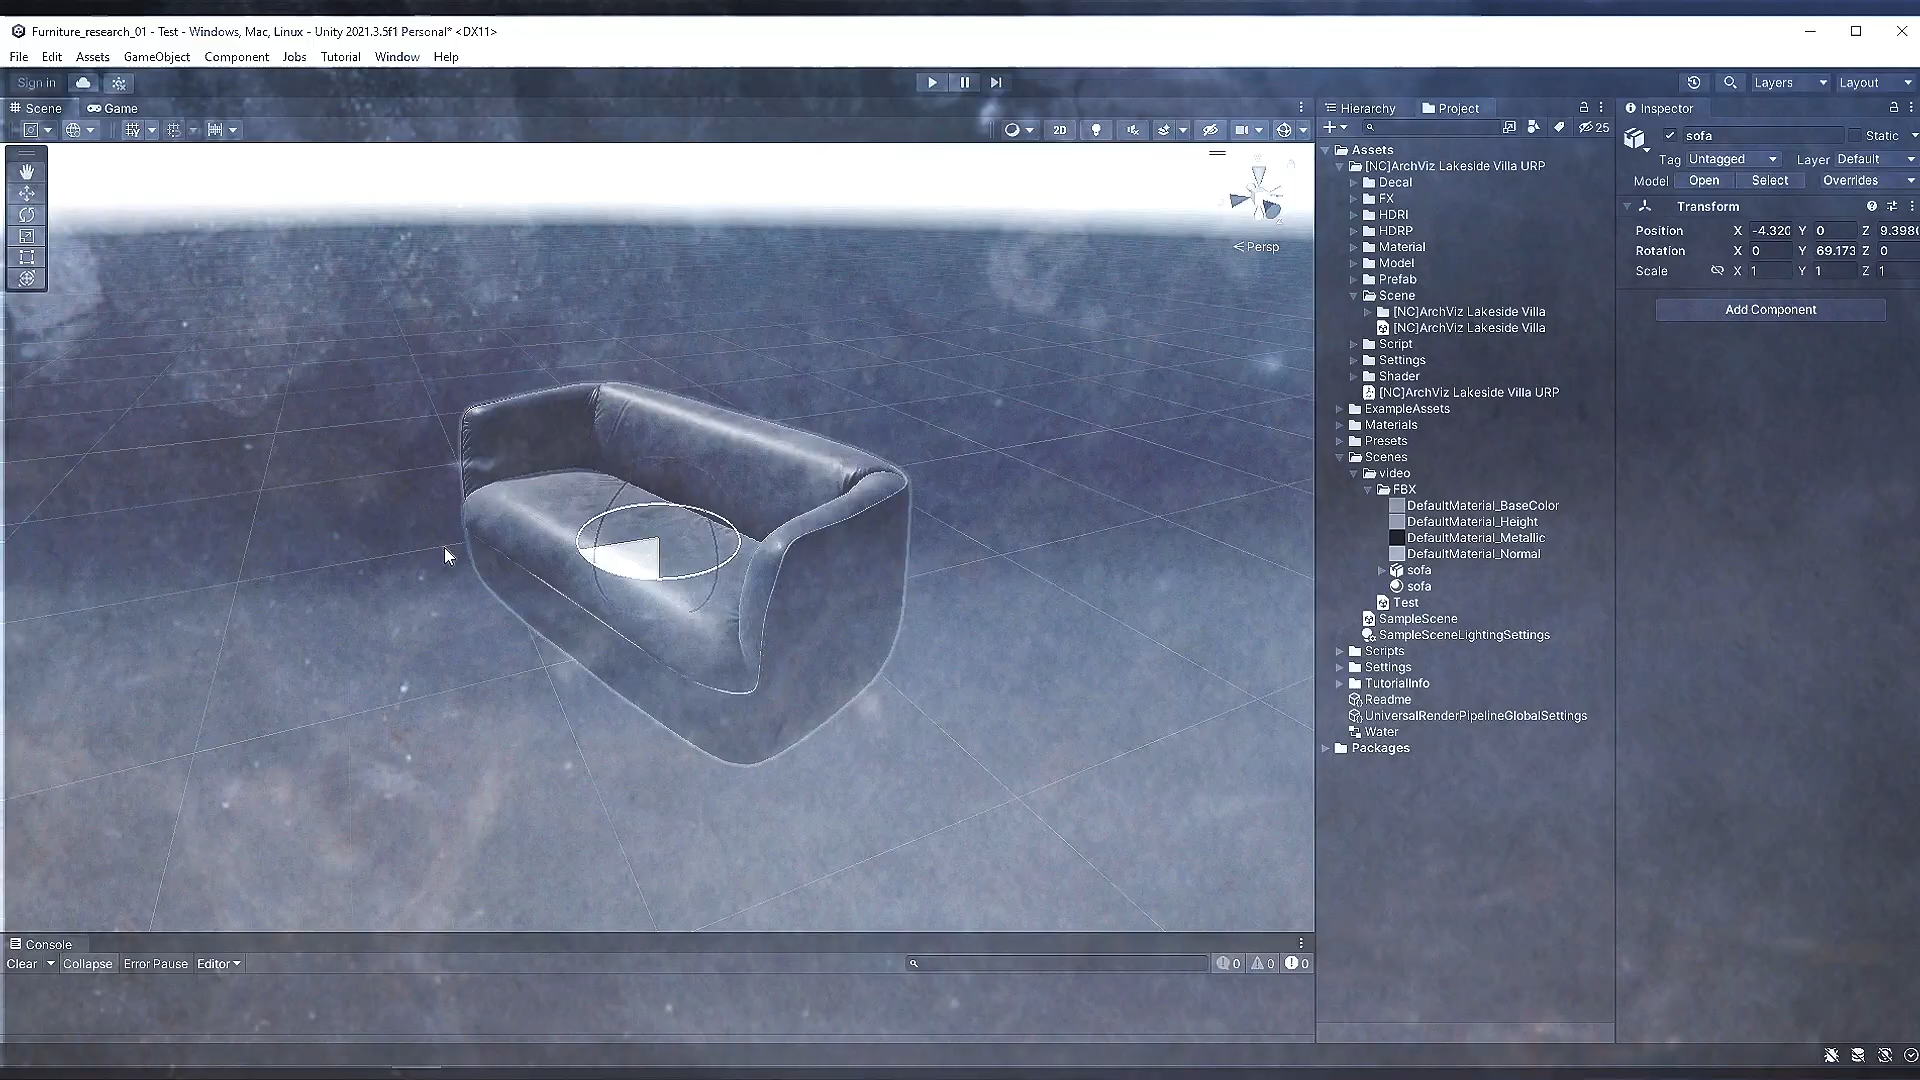 Furniture_research_01 - Test - Windows, Mac, Linux - Unity 2021.3.5f1 Personal* <DX11>
File Edit Assets GameObject Component Jobs Tutorial Window Help
Sign in
Layers Layout
Scene Game
2D
Persp
Hierarchy Project
25
Assets
[NC]ArchViz Lakeside Villa URP
Decal
FX
HDRI
HDRP
Material
Model
Prefab
Scene
[NC]ArchViz Lakeside Villa
[NC]ArchViz Lakeside Villa
Script
Settings
Shader
[NC]ArchViz Lakeside Villa URP
ExampleAssets
Materials
Presets
Scenes
video
FBX
DefaultMaterial_BaseColor
DefaultMaterial_Height
DefaultMaterial_Metallic
DefaultMaterial_Normal
sofa
sofa
Test
SampleScene
SampleSceneLightingSettings
Scripts
Settings
TutorialInfo
Readme
UniversalRenderPipelineGlobalSettings
Water
Packages
Inspector
sofa Static
Tag Untagged Layer Default
Model Open Select Overrides
Transform
Position X -4.320 Y 0 Z 9.398
Rotation X 0 Y 69.173 Z 0
Scale X 1 Y 1 Z 1
Add Component
Console
Clear Collapse Error Pause Editor
0 0 0